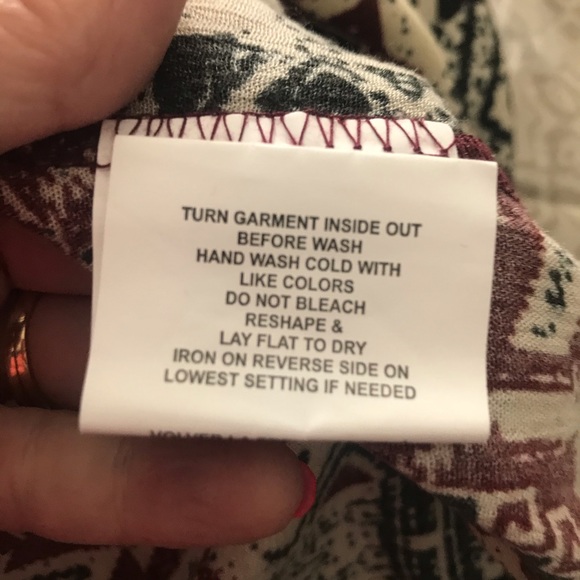 TURN GARMENT INSIDE OUT
BEFORE WASH
HAND WASH COLD WITH
LIKE COLORS
DO NOT BLEACH
RESHAPE &
LAY FLAT TO DRY
IRON ON REVERSE SIDE ON
LOWEST SETTING IF NEEDED